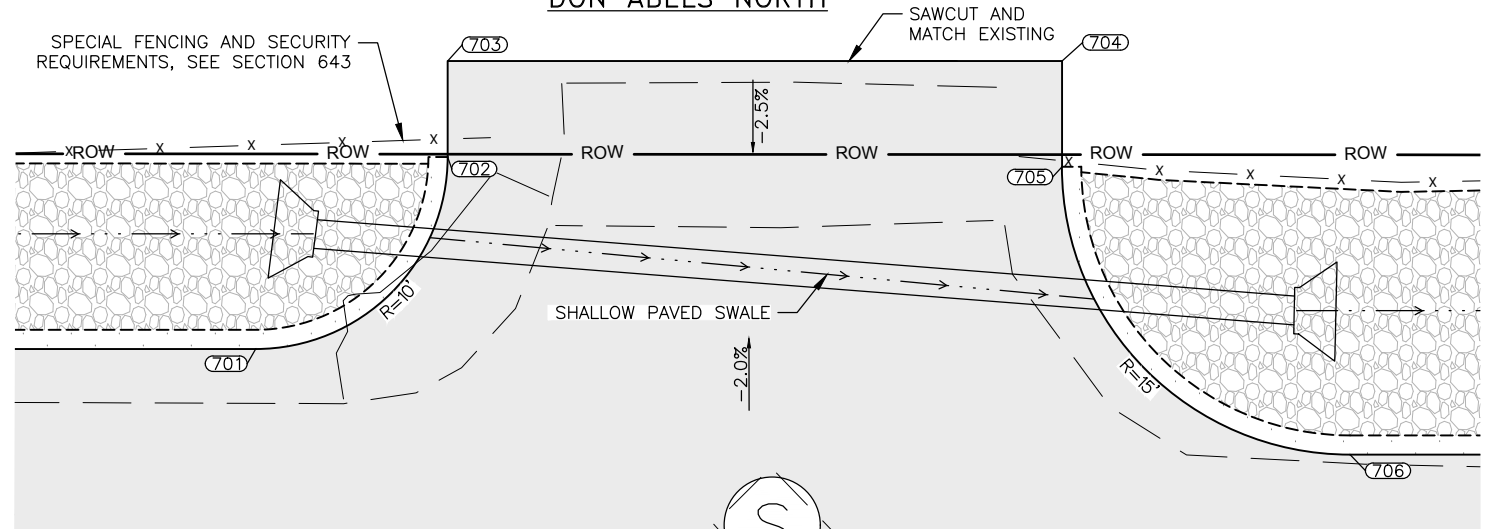 DON ABELS NORTH
SAWCUT AND
MATCH EXISTING
SPECIAL FENCING AND SECURITY
REQUIREMENTS, SEE SECTION 643
703
704
-2.5%
X
X
X
X
X
ROW
ROW
ROW
ROW
ROW
ROW
X
X
X
X
X
702
705
R=10'
SHALLOW PAVED SWALE
-2.0%
R=15'
701
706
S